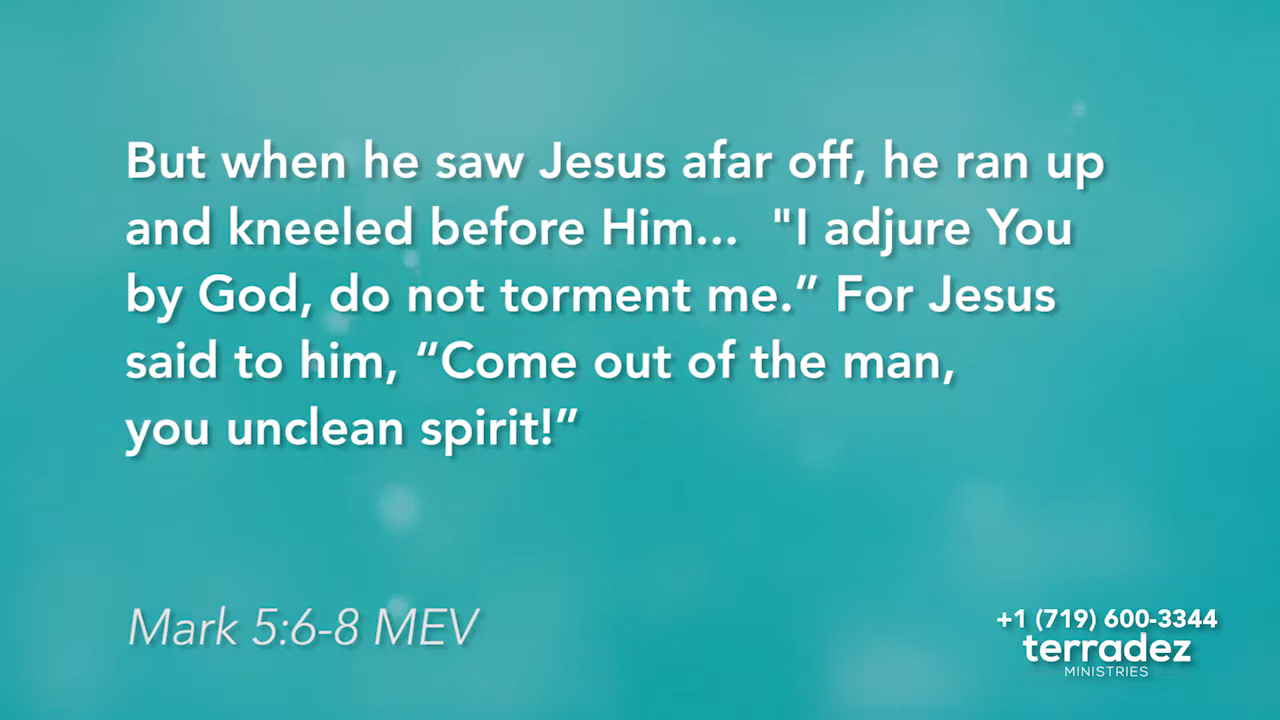 But when he saw Jesus afar off, he ran up
and kneeled before Him... "I adjure You
by God, do not torment me.” For Jesus
said to him, “Come out of the man,
you unclean spirit!”
Mark 5:6-8 MEV
+1 (719) 600-3344
terradez
MINISTRIES